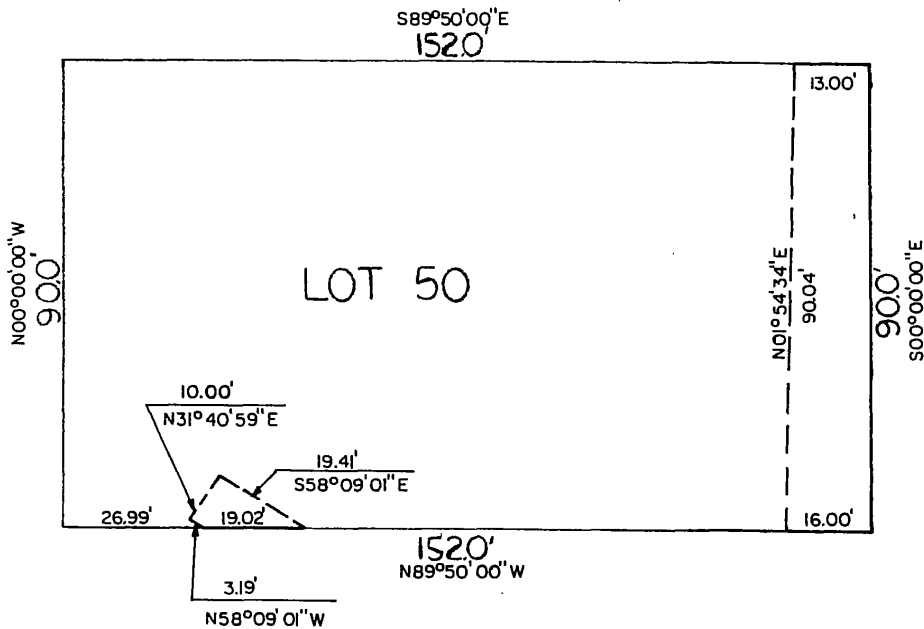 S89°50'00"E
152.0'
13.00'
N00°00'00"W
90.0'
LOT 50
N01°54'34"E
90.04'
90.0'
S00°00'00"E
10.00'
N31°40'59"E
19.41'
S58°09'01"E
26.99'
19.02'
16.00'
152.0'
N89°50'00"W
3.19'
N58°09'01"W